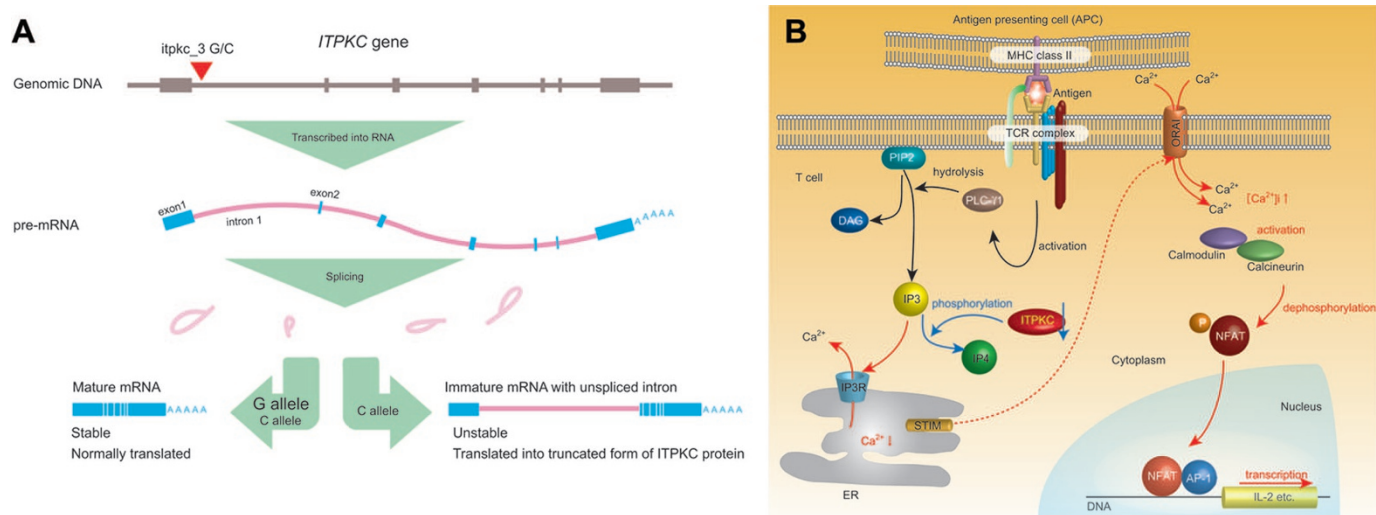 A
ITPKC gene
itpkc_3 G/C
Genomic DNA
Transcribed into RNA
pre-mRNA
exon1
intron 1
exon2
AAAAA
Splicing
Mature mRNA
AAAAA
Stable
Normally translated
G allele
C allele
C allele
Immature mRNA with unspliced intron
AAAAA
Unstable
Translated into truncated form of ITPKC protein
B
Antigen presenting cell (APC)
MHC class II
Antigen
TCR complex
Ca2+
Ca2+
ORAI
PIP2
T cell
hydrolysis
PLC-γ1
DAG
activation
Ca2+
Ca2+
[Ca2+]i ↑
activation
Calmodulin
Calcineurin
IP3
phosphorylation
ITPKC
IP4
dephosphorylation
P
NFAT
Ca2+
IP3R
Cytoplasm
STIM
Ca2+ ↓
ER
Nucleus
NFAT
AP-1
transcription
IL-2 etc.
DNA